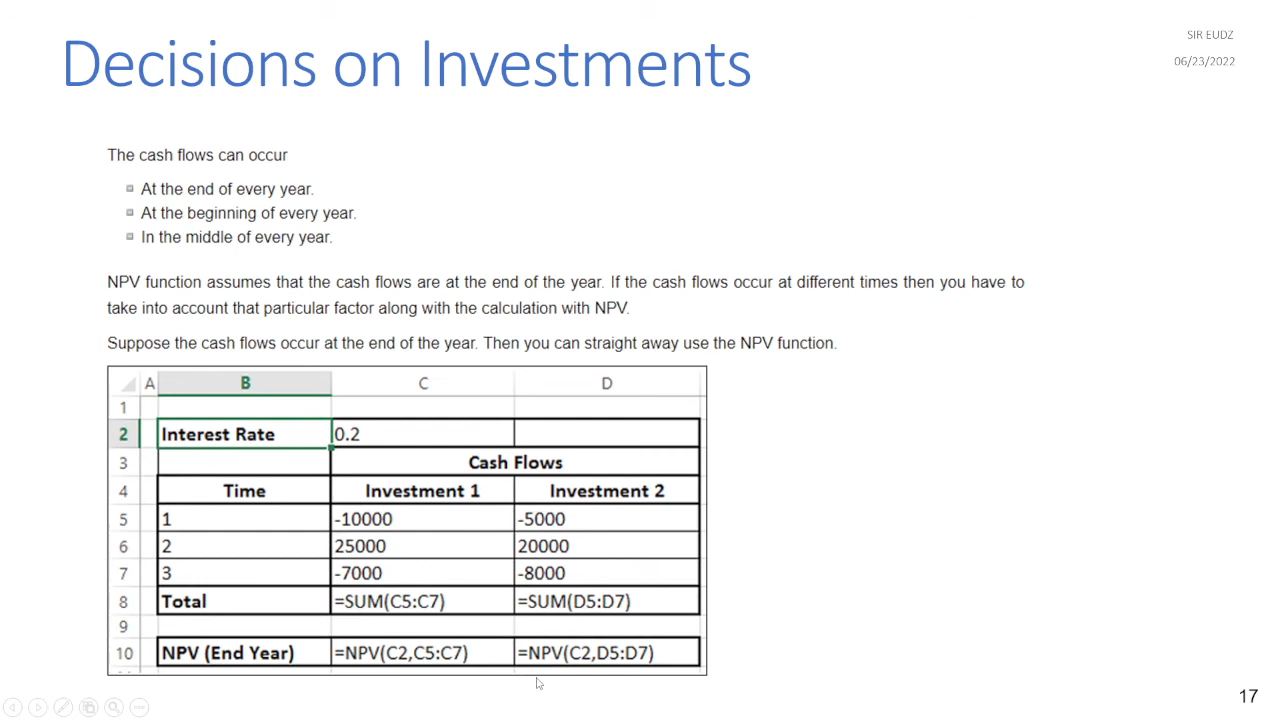 SIR EUDZ
Decisions on Investments
06/23/2022
The cash flows can occur
At the end of every year.
At the beginning of every year.
In the middle of every year.
NPV function assumes that the cash flows are at the end of the year. If the cash flows occur at different times then you have to
take into account that particular factor along with the calculation with NPV.
Suppose the cash flows occur at the end of the year. Then you can straight away use the NPV function.
A B C D
1
2 Interest Rate 0.2
3 Cash Flows
4 Time Investment 1 Investment 2
5 1 -10000 -5000
6 2 25000 20000
7 3 -7000 -8000
8 Total =SUM(C5:C7) =SUM(D5:D7)
9
10 NPV (End Year) =NPV(C2,C5:C7) =NPV(C2,D5:D7)
17